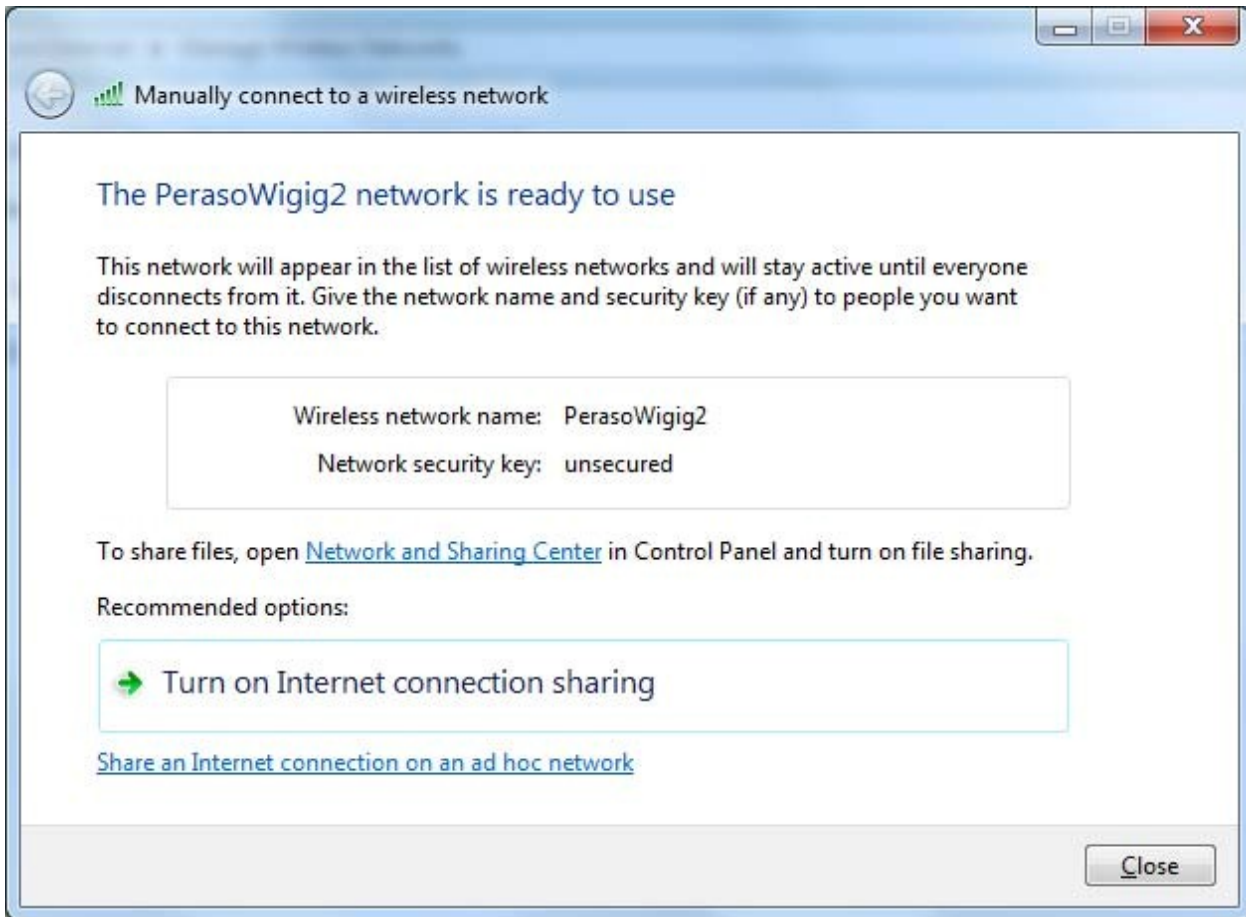 Manually connect to a wireless network
The PerasoWigig2 network is ready to use
This network will appear in the list of wireless networks and will stay active until everyone
disconnects from it. Give the network name and security key (if any) to people you want
to connect to this network.
Wireless network name: PerasoWigig2
Network security key: unsecured
To share files, open Network and Sharing Center in Control Panel and turn on file sharing.
Recommended options:
Turn on Internet connection sharing
Share an Internet connection on an ad hoc network
Close